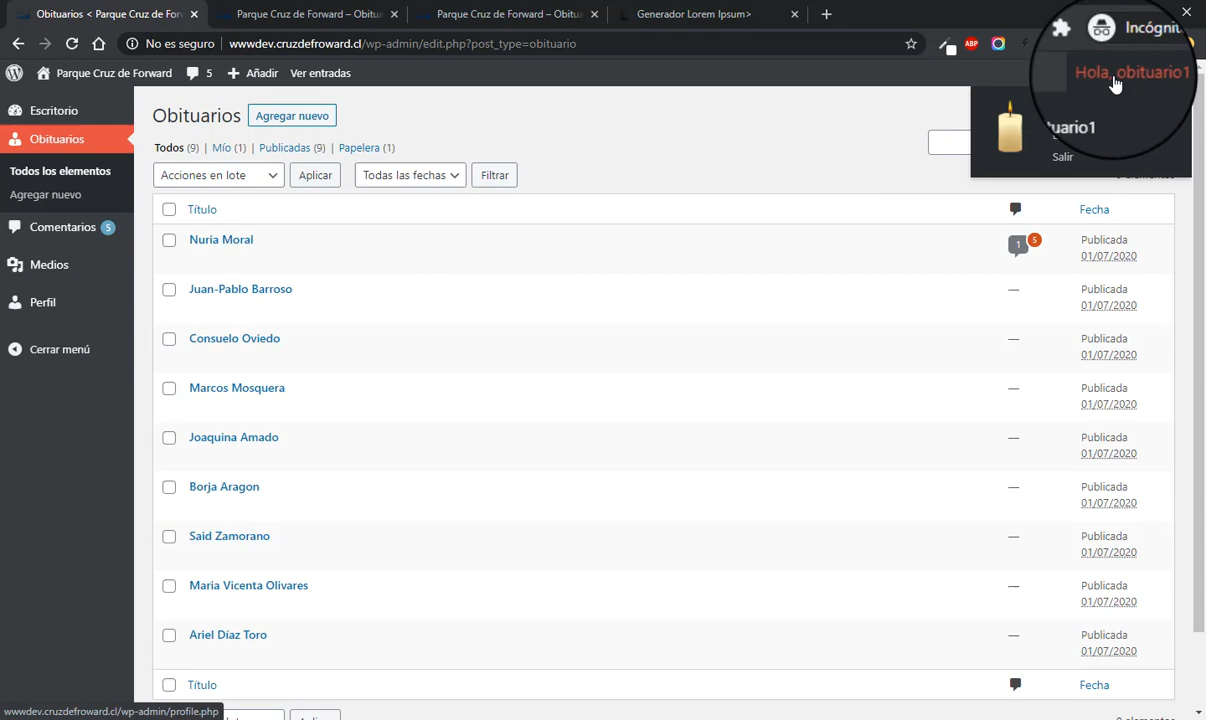 Obituarios < Parque Cruz de Forw
Parque Cruz de Forward – Obitu
Parque Cruz de Forward – Obitua
Generador Lorem Ipsum>
Incógnit
No es seguro
wwwdev.cruzdefroward.cl/wp-admin/edit.php?post_type=obituario
ABP
Parque Cruz de Forward
5
Añadir
Ver entradas
Hola, obituario1
tuario1
Salir
Escritorio
Obituarios
Todos los elementos
Agregar nuevo
Comentarios 5
Medios
Perfil
Cerrar menú
Obituarios
Agregar nuevo
Todos (9) | Mío (1) | Publicadas (9) | Papelera (1)
Acciones en lote
Aplicar
Todas las fechas
Filtrar
Título
Fecha
Nuria Moral
1
5
Publicada
01/07/2020
Juan-Pablo Barroso
—
Publicada
01/07/2020
Consuelo Oviedo
—
Publicada
01/07/2020
Marcos Mosquera
—
Publicada
01/07/2020
Joaquina Amado
—
Publicada
01/07/2020
Borja Aragon
—
Publicada
01/07/2020
Said Zamorano
—
Publicada
01/07/2020
Maria Vicenta Olivares
—
Publicada
01/07/2020
Ariel Díaz Toro
—
Publicada
01/07/2020
Título
Fecha
wwwdev.cruzdefroward.cl/wp-admin/profile.php